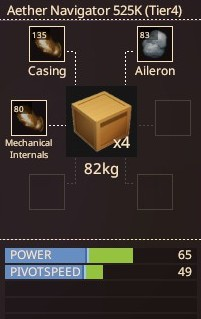 Aether Navigator 525K (Tier4)
135
83
Casing
Aileron
80
Mechanical
Internals
x4
82kg
POWER 65
PIVOTSPEED 49